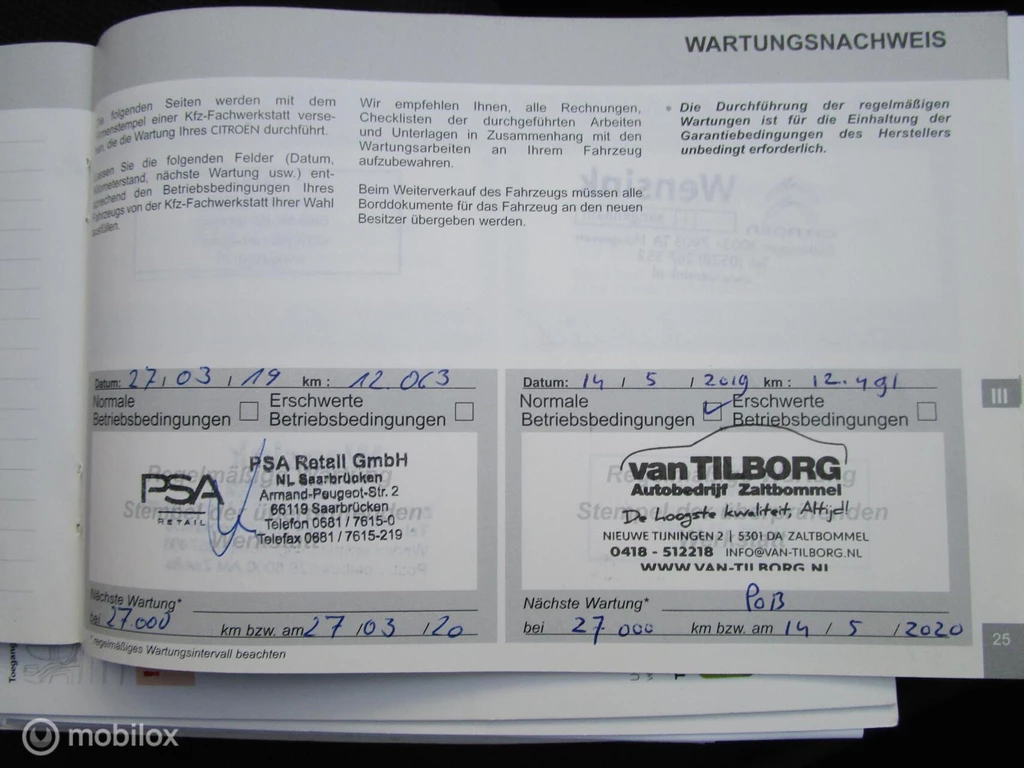 WARTUNGSNACHWEIS
folgenden Seiten werden mit dem
einer Kfz-Fachwerkstatt verse-
die die Wartung Ihres CITROËN durchführt.
Sie die folgenden Felder (Datum,
nächste Wartung usw.) ent-
den Betriebsbedingungen Ihres
von der Kfz-Fachwerkstatt Ihrer Wahl
Wir empfehlen Ihnen, alle Rechnungen,
Checklisten der durchgeführten Arbeiten
und Unterlagen in Zusammenhang mit den
Wartungsarbeiten an Ihrem Fahrzeug
aufzubewahren.
Beim Weiterverkauf des Fahrzeugs müssen alle
Borddokumente für das Fahrzeug an den neuen
Besitzer übergeben werden.
• Die Durchführung der regelmäßigen
Wartungen ist für die Einhaltung der
Garantiebedingungen des Herstellers
unbedingt erforderlich.
Datum: 27 / 03 / 19 km : 12.063
Normale
Betriebsbedingungen
Erschwerte
Betriebsbedingungen
PSA
RETAIL
PSA Retail GmbH
NL Saarbrücken
Armand-Peugeot-Str. 2
66119 Saarbrücken
Telefon 0681 / 7615-0
Telefax 0681 / 7615-219
Nächste Wartung*
bei 27.000 km bzw. am 27 / 03 / 20
* regelmäßiges Wartungsintervall beachten
Datum: 14 / 5 / 2019 km : 12.491
Normale
Betriebsbedingungen
Erschwerte
Betriebsbedingungen
van TILBORG
Autobedrijf Zaltbommel
De hoogste kwaliteit, Altijd!
NIEUWE TIJNINGEN 2 | 5301 DA ZALTBOMMEL
0418 - 512218 INFO@VAN-TILBORG.NL
WWW.VAN-TILBORG.NL
Nächste Wartung* POB
bei 27 000 km bzw. am 14 / 5 / 2020
III
25
mobilox